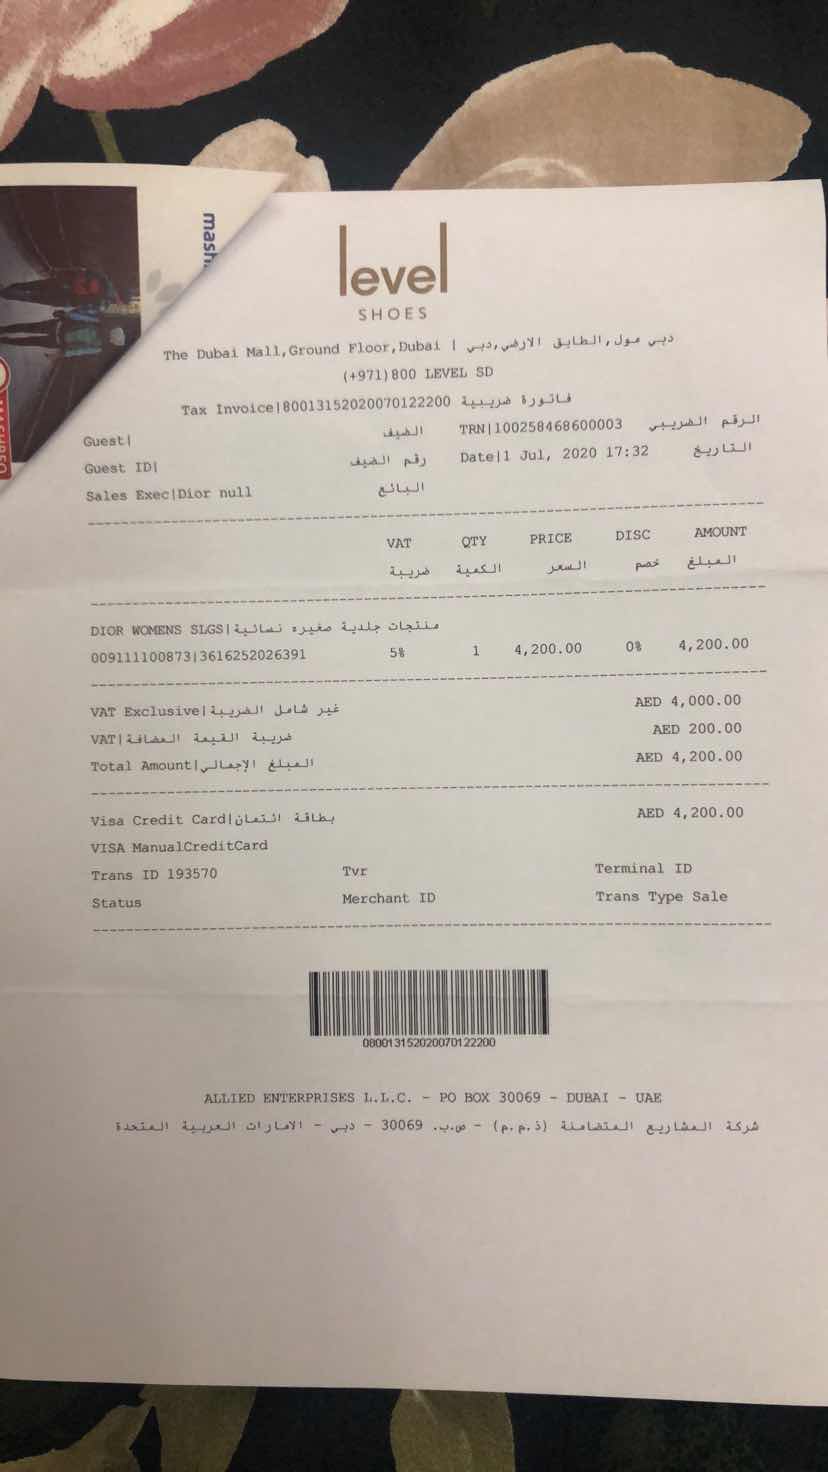 mash
level
SHOES
The Dubai Mall,Ground Floor,Dubai | دبي مول,الطابق الارضي,دبي
(+971)800 LEVEL SD
Tax Invoice|80013152020070122200 فاتورة ضريبية
Guest| الضيف TRN|100258468600003 الرقم الضريبي
Guest ID| رقم الضيف Date|1 Jul, 2020 17:32 التاريخ
Sales Exec|Dior null البائع
VAT QTY PRICE DISC AMOUNT
ضريبة الكمية السعر خصم المبلغ
DIOR WOMENS SLGS|منتجات جلدية صغيره نسائية
009111100873|3616252026391 5% 1 4,200.00 0% 4,200.00
VAT Exclusive|غير شامل الضريبة AED 4,000.00
VAT|ضريبة القيمة المضافة AED 200.00
Total Amount|المبلغ الإجمالي AED 4,200.00
Visa Credit Card|بطاقة ائتمان AED 4,200.00
VISA ManualCreditCard
Trans ID 193570 Tvr Terminal ID
Status Merchant ID Trans Type Sale
080013152020070122200
ALLIED ENTERPRISES L.L.C. - PO BOX 30069 - DUBAI - UAE
شركة المشاريع المتضامنة (ذ.م.م) - ص.ب. 30069 - دبي - الامارات العربية المتحدة